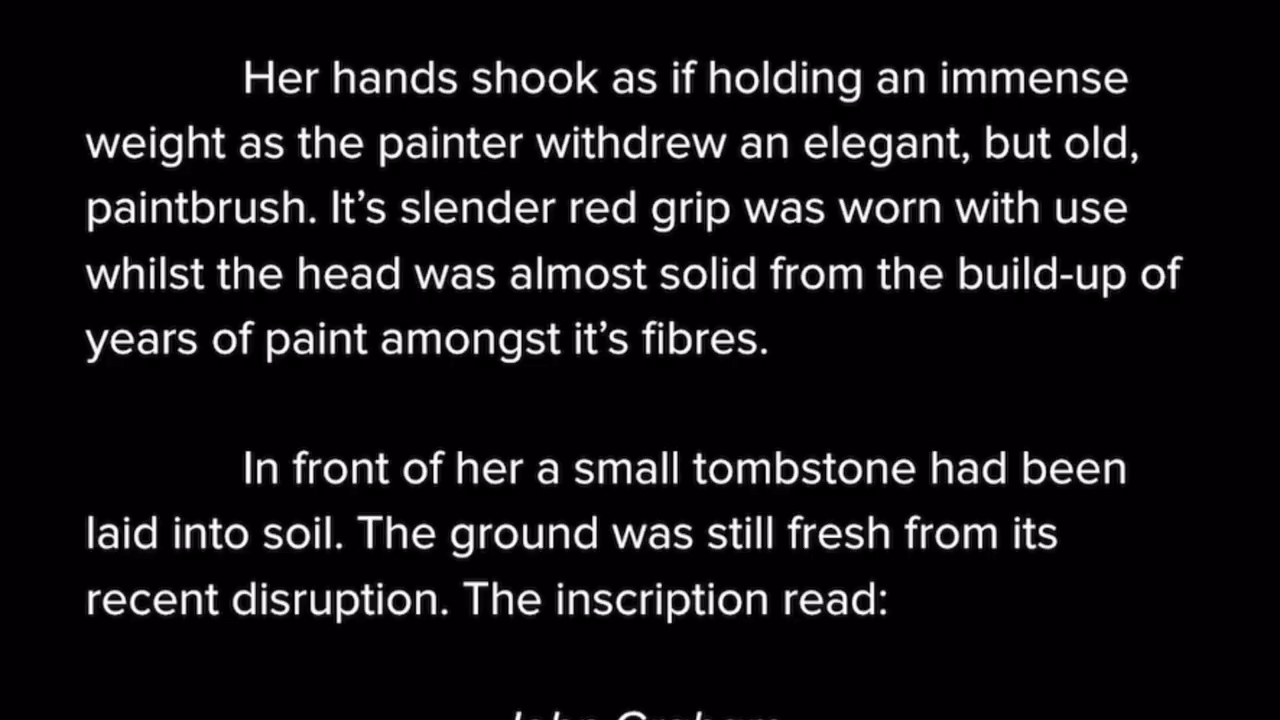 Her hands shook as if holding an immense
weight as the painter withdrew an elegant, but old,
paintbrush. It’s slender red grip was worn with use
whilst the head was almost solid from the build-up of
years of paint amongst it’s fibres.
In front of her a small tombstone had been
laid into soil. The ground was still fresh from its
recent disruption. The inscription read: